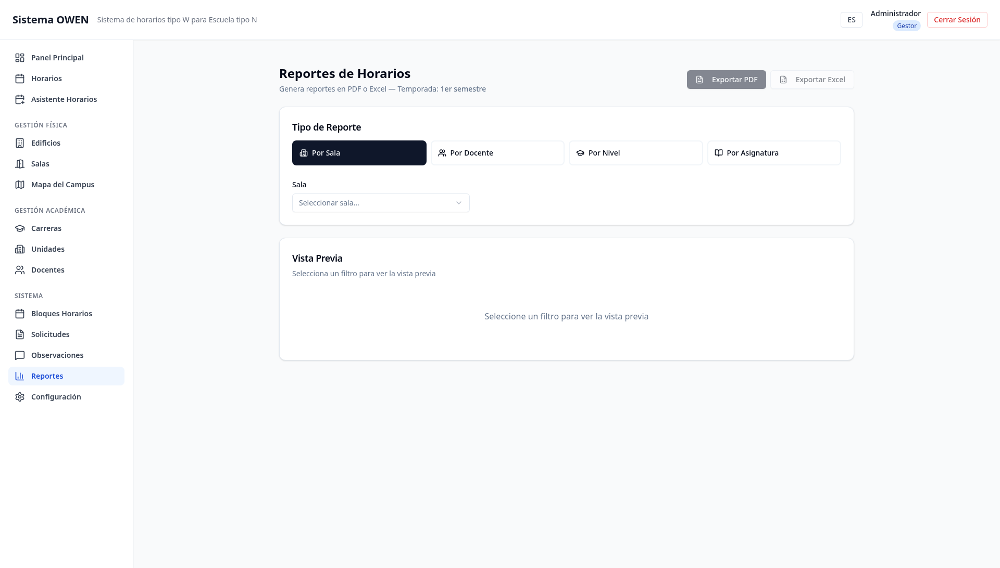 Sistema OWEN
Sistema de horarios tipo W para Escuela tipo N
ES
Administrador
Gestor
Cerrar Sesión
Panel Principal
Horarios
Asistente Horarios
GESTIÓN FÍSICA
Edificios
Salas
Mapa del Campus
GESTIÓN ACADÉMICA
Carreras
Unidades
Docentes
SISTEMA
Bloques Horarios
Solicitudes
Observaciones
Reportes
Configuración
Reportes de Horarios
Genera reportes en PDF o Excel — Temporada: 1er semestre
Exportar PDF
Exportar Excel
Tipo de Reporte
Por Sala
Por Docente
Por Nivel
Por Asignatura
Sala
Seleccionar sala...
Vista Previa
Selecciona un filtro para ver la vista previa
Seleccione un filtro para ver la vista previa